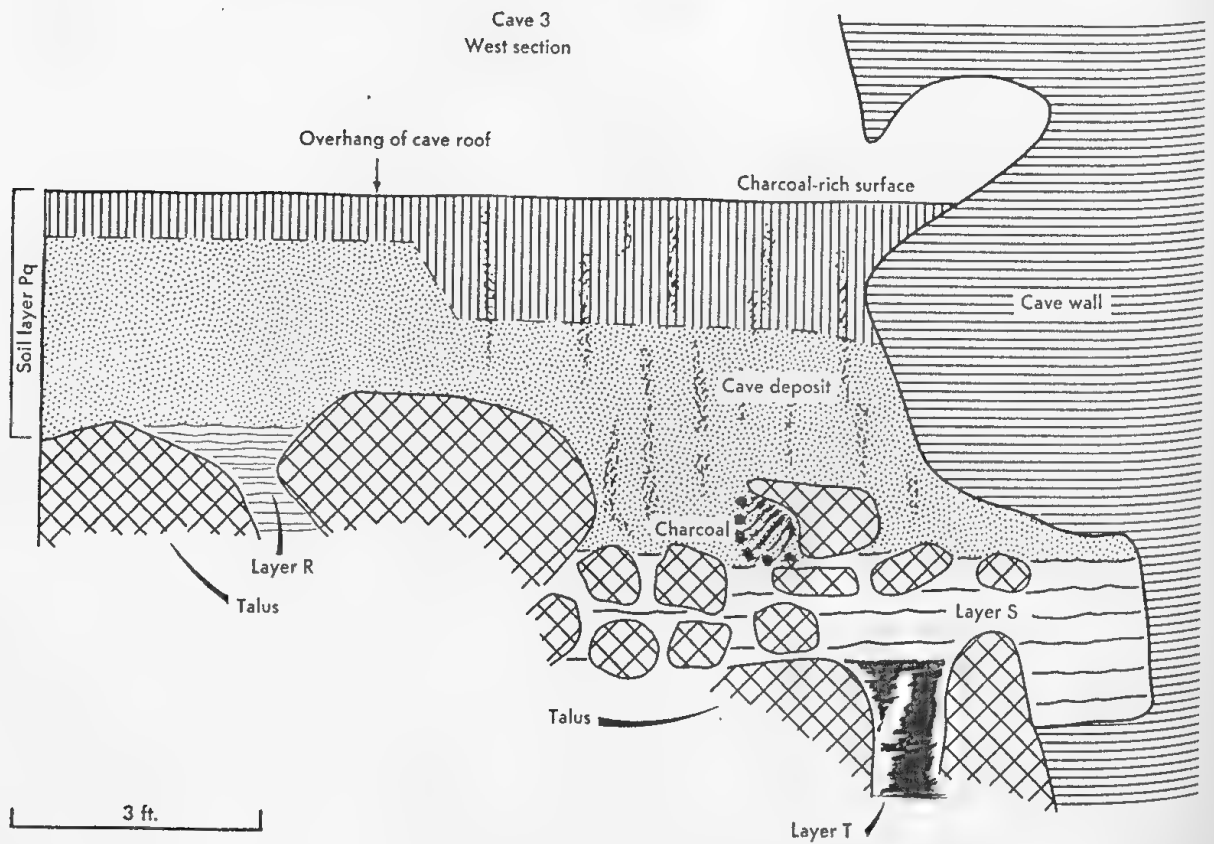 Cave 3
West section
Overhang of cave roof
Charcoal-rich surface
Soil layer Pq
Cave wall
Cave deposit
Charcoal
Layer R
Talus
Layer S
Talus
3 ft.
Layer T